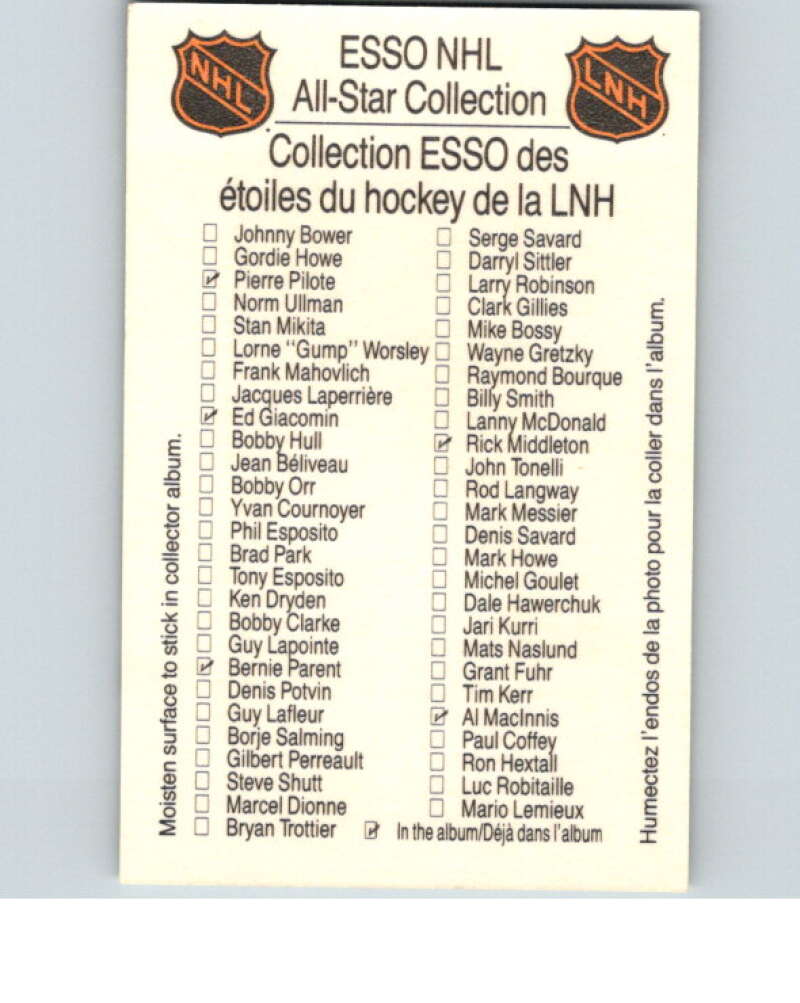 NHL
LNH
ESSO NHL
All-Star Collection
Collection ESSO des
étoiles du hockey de la LNH
Johnny Bower
Gordie Howe
Pierre Pilote
Norm Ullman
Stan Mikita
Lorne "Gump" Worsley
Frank Mahovlich
Jacques Laperrière
Ed Giacomin
Bobby Hull
Jean Béliveau
Bobby Orr
Yvan Cournoyer
Phil Esposito
Brad Park
Tony Esposito
Ken Dryden
Bobby Clarke
Guy Lapointe
Bernie Parent
Denis Potvin
Guy Lafleur
Borje Salming
Gilbert Perreault
Steve Shutt
Marcel Dionne
Bryan Trottier
Serge Savard
Darryl Sittler
Larry Robinson
Clark Gillies
Mike Bossy
Wayne Gretzky
Raymond Bourque
Billy Smith
Lanny McDonald
Rick Middleton
John Tonelli
Rod Langway
Mark Messier
Denis Savard
Mark Howe
Michel Goulet
Dale Hawerchuk
Jari Kurri
Mats Naslund
Grant Fuhr
Tim Kerr
Al MacInnis
Paul Coffey
Ron Hextall
Luc Robitaille
Mario Lemieux
In the album/Déjà dans l'album
Moisten surface to stick in collector album.
Humectez l'endos de la photo pour la coller dans l'album.